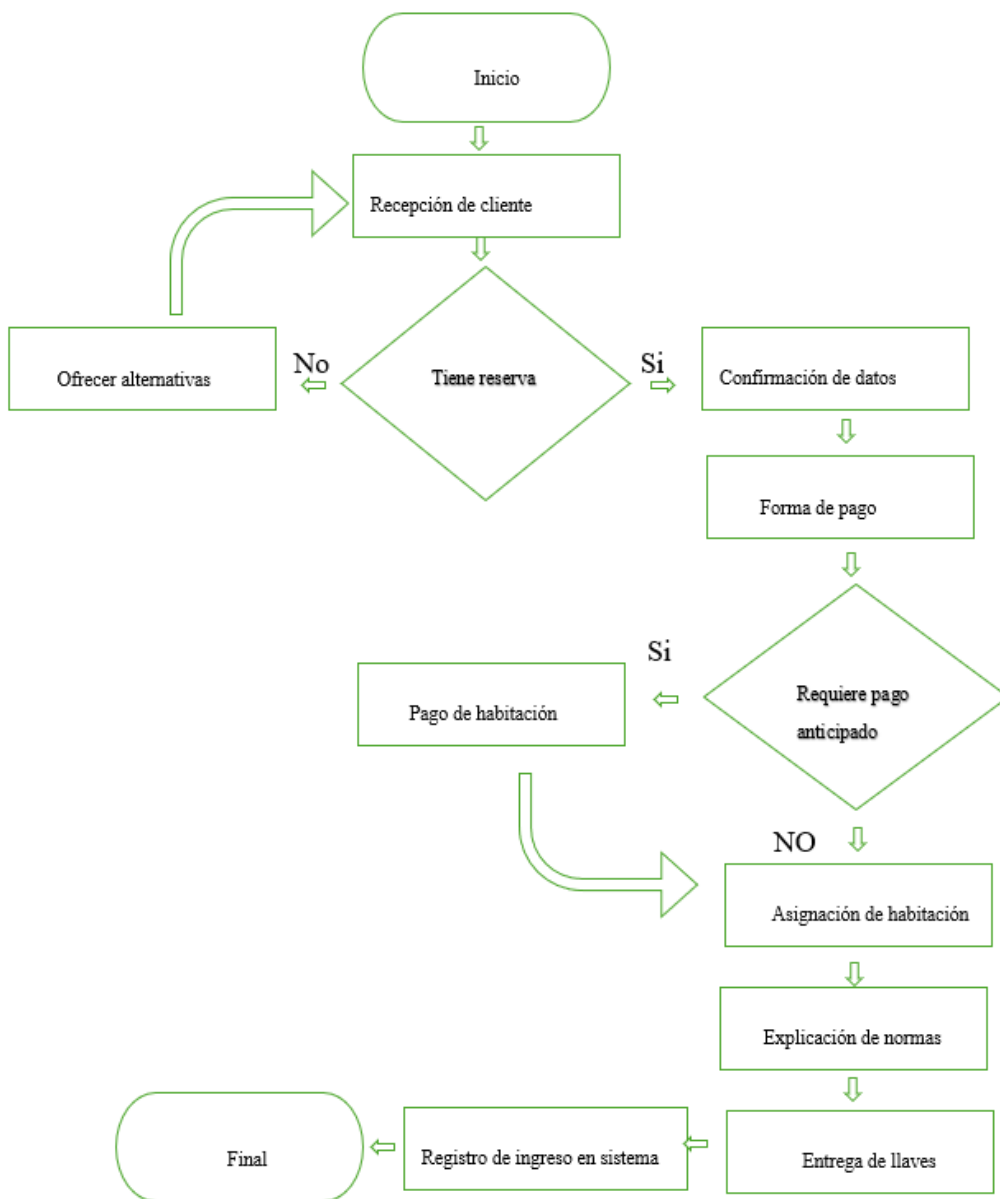 Inicio
Recepción de cliente
No
Si
Ofrecer alternativas
Tiene reserva
Confirmación de datos
Forma de pago
Si
Requiere pago
anticipado
Pago de habitación
NO
Asignación de habitación
Explicación de normas
Final
Registro de ingreso en sistema
Entrega de llaves